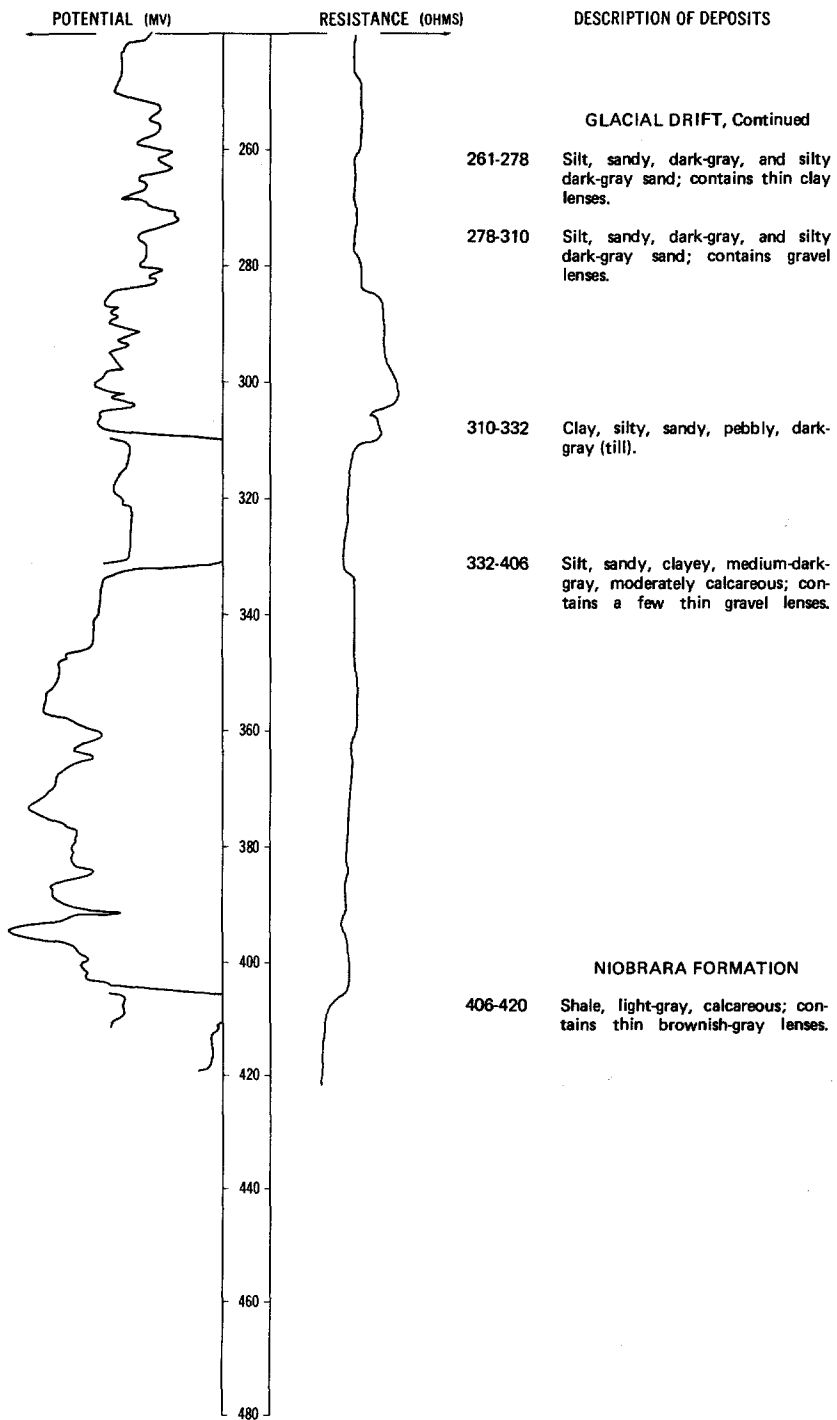 POTENTIAL (MV) RESISTANCE (OHMS) DESCRIPTION OF DEPOSITS
GLACIAL DRIFT, Continued
260
261-278 Silt, sandy, dark-gray, and silty
dark-gray sand; contains thin clay
lenses.
278-310 Silt, sandy, dark-gray, and silty
dark-gray sand; contains gravel
lenses.
280
300
310-332 Clay, silty, sandy, pebbly, dark-
gray (till).
320
332-406 Silt, sandy, clayey, medium-dark-
gray, moderately calcareous; con-
tains a few thin gravel lenses.
340
360
380
400
NIOBRARA FORMATION
406-420 Shale, light-gray, calcareous; con-
tains thin brownish-gray lenses.
420
440
460
480